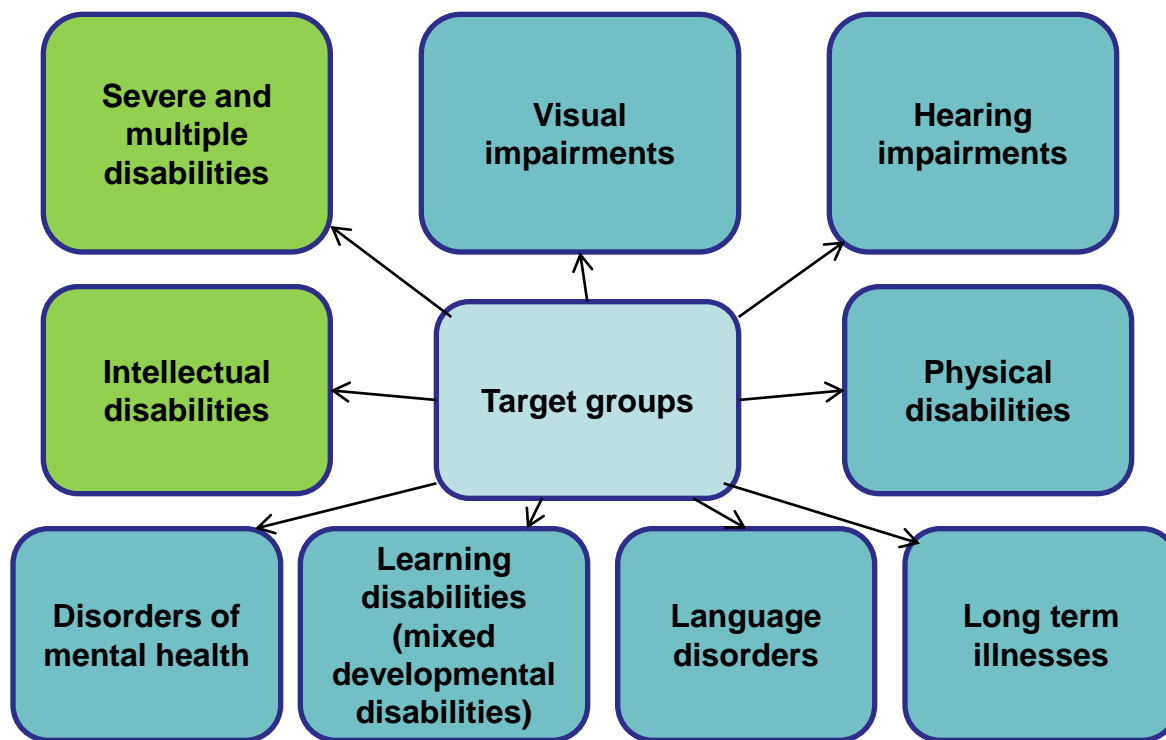 Severe and
multiple
disabilities
Visual
impairments
Hearing
impairments
Intellectual
disabilities
Target groups
Physical
disabilities
Disorders of
mental health
Learning
disabilities
(mixed
developmental
disabilities)
Language
disorders
Long term
illnesses